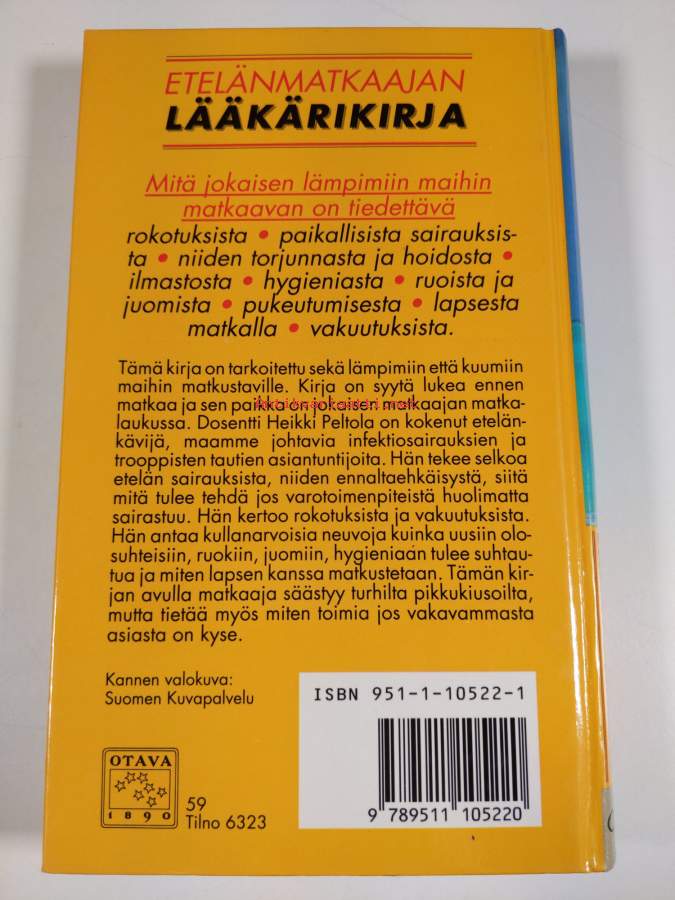 ETELÄNMATKAAJAN
LÄÄKÄRIKIRJA
Mitä jokaisen lämpimiin maihin
matkaavan on tiedettävä
rokotuksista • paikallisista sairauksis-
ta • niiden torjunnasta ja hoidosta •
ilmastosta • hygieniasta • ruoista ja
juomista • pukeutumisesta • lapsesta
matkalla • vakuutuksista.
Tämä kirja on tarkoitettu sekä lämpimiin että kuumiin
maihin matkustaville. Kirja on syytä lukea ennen
matkaa ja sen paikka on jokaisen matkaajan matka-
laukussa. Dosentti Heikki Peltola on kokenut etelän-
kävijä, maamme johtavia infektiosairauksien ja
trooppisten tautien asiantuntijoita. Hän tekee selkoa
etelän sairauksista, niiden ennaltaehkäisystä, siitä
mitä tulee tehdä jos varotoimenpiteistä huolimatta
sairastuu. Hän kertoo rokotuksista ja vakuutuksista.
Hän antaa kullanarvoisia neuvoja kuinka uusiin olo-
suhteisiin, ruokiin, juomiin, hygieniaan tulee suhtau-
tua ja miten lapsen kanssa matkustetaan. Tämän kir-
jan avulla matkaaja säästyy turhilta pikkukiusoilta,
mutta tietää myös miten toimia jos vakavammasta
asiasta on kyse.
Kannen valokuva:
Suomen Kuvapalvelu
ISBN 951-1-10522-1
9 789511 105220
OTAVA
1890
59
Tilno 6323